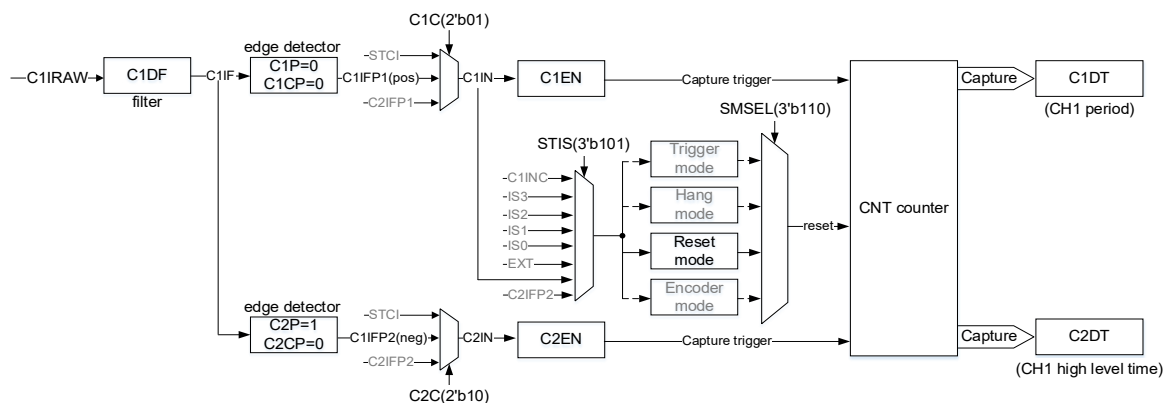 C1C(2'b01)
edge detector
C1P=0
C1CP=0
C1IRAW
C1DF
filter
C1IF
C1IFP1(pos)
STCI
C2IFP1
C1IN
C1EN
Capture trigger
Capture
C1DT
(CH1 period)
SMSEL(3'b110)
STIS(3'b101)
C1INC
IS3
IS2
IS1
IS0
EXT
C2IFP2
Trigger
mode
Hang
mode
Reset
mode
Encoder
mode
reset
CNT counter
edge detector
C2P=1
C2CP=0
STCI
C1IFP2(neg)
C2IFP2
C2IN
C2EN
Capture trigger
Capture
C2DT
(CH1 high level time)
C2C(2'b10)